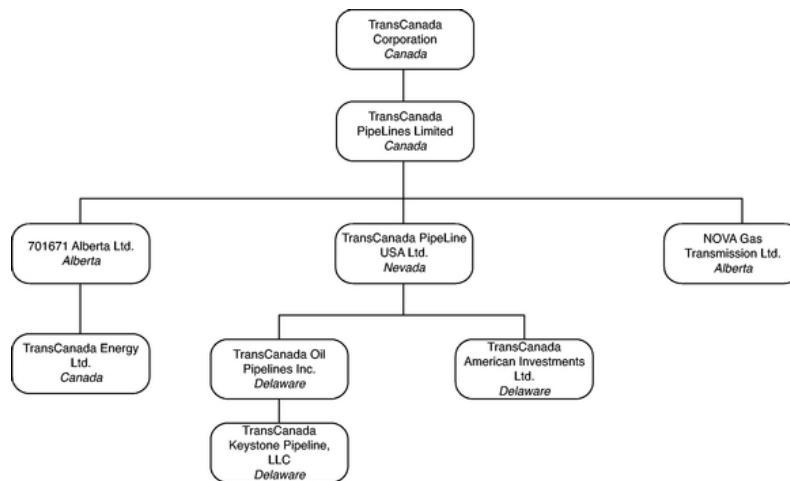 TransCanada
Corporation
Canada
TransCanada
PipeLines Limited
Canada
701671 Alberta Ltd.
Alberta
TransCanada PipeLine
USA Ltd.
Nevada
NOVA Gas
Transmission Ltd.
Alberta
TransCanada Energy
Ltd.
Canada
TransCanada Oil
Pipelines Inc.
Delaware
TransCanada
American Investments
Ltd.
Delaware
TransCanada
Keystone Pipeline,
LLC
Delaware